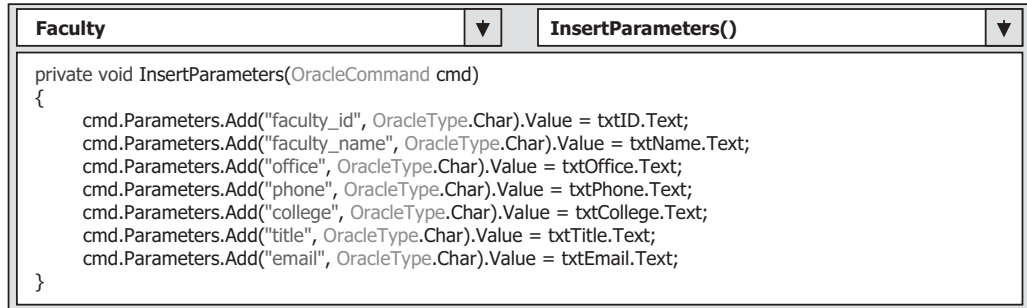 Faculty InsertParameters()
private void InsertParameters(OracleCommand cmd)
{
cmd.Parameters.Add("faculty_id", OracleType.Char).Value = txtID.Text;
cmd.Parameters.Add("faculty_name", OracleType.Char).Value = txtName.Text;
cmd.Parameters.Add("office", OracleType.Char).Value = txtOffice.Text;
cmd.Parameters.Add("phone", OracleType.Char).Value = txtPhone.Text;
cmd.Parameters.Add("college", OracleType.Char).Value = txtCollege.Text;
cmd.Parameters.Add("title", OracleType.Char).Value = txtTitle.Text;
cmd.Parameters.Add("email", OracleType.Char).Value = txtEmail.Text;
}